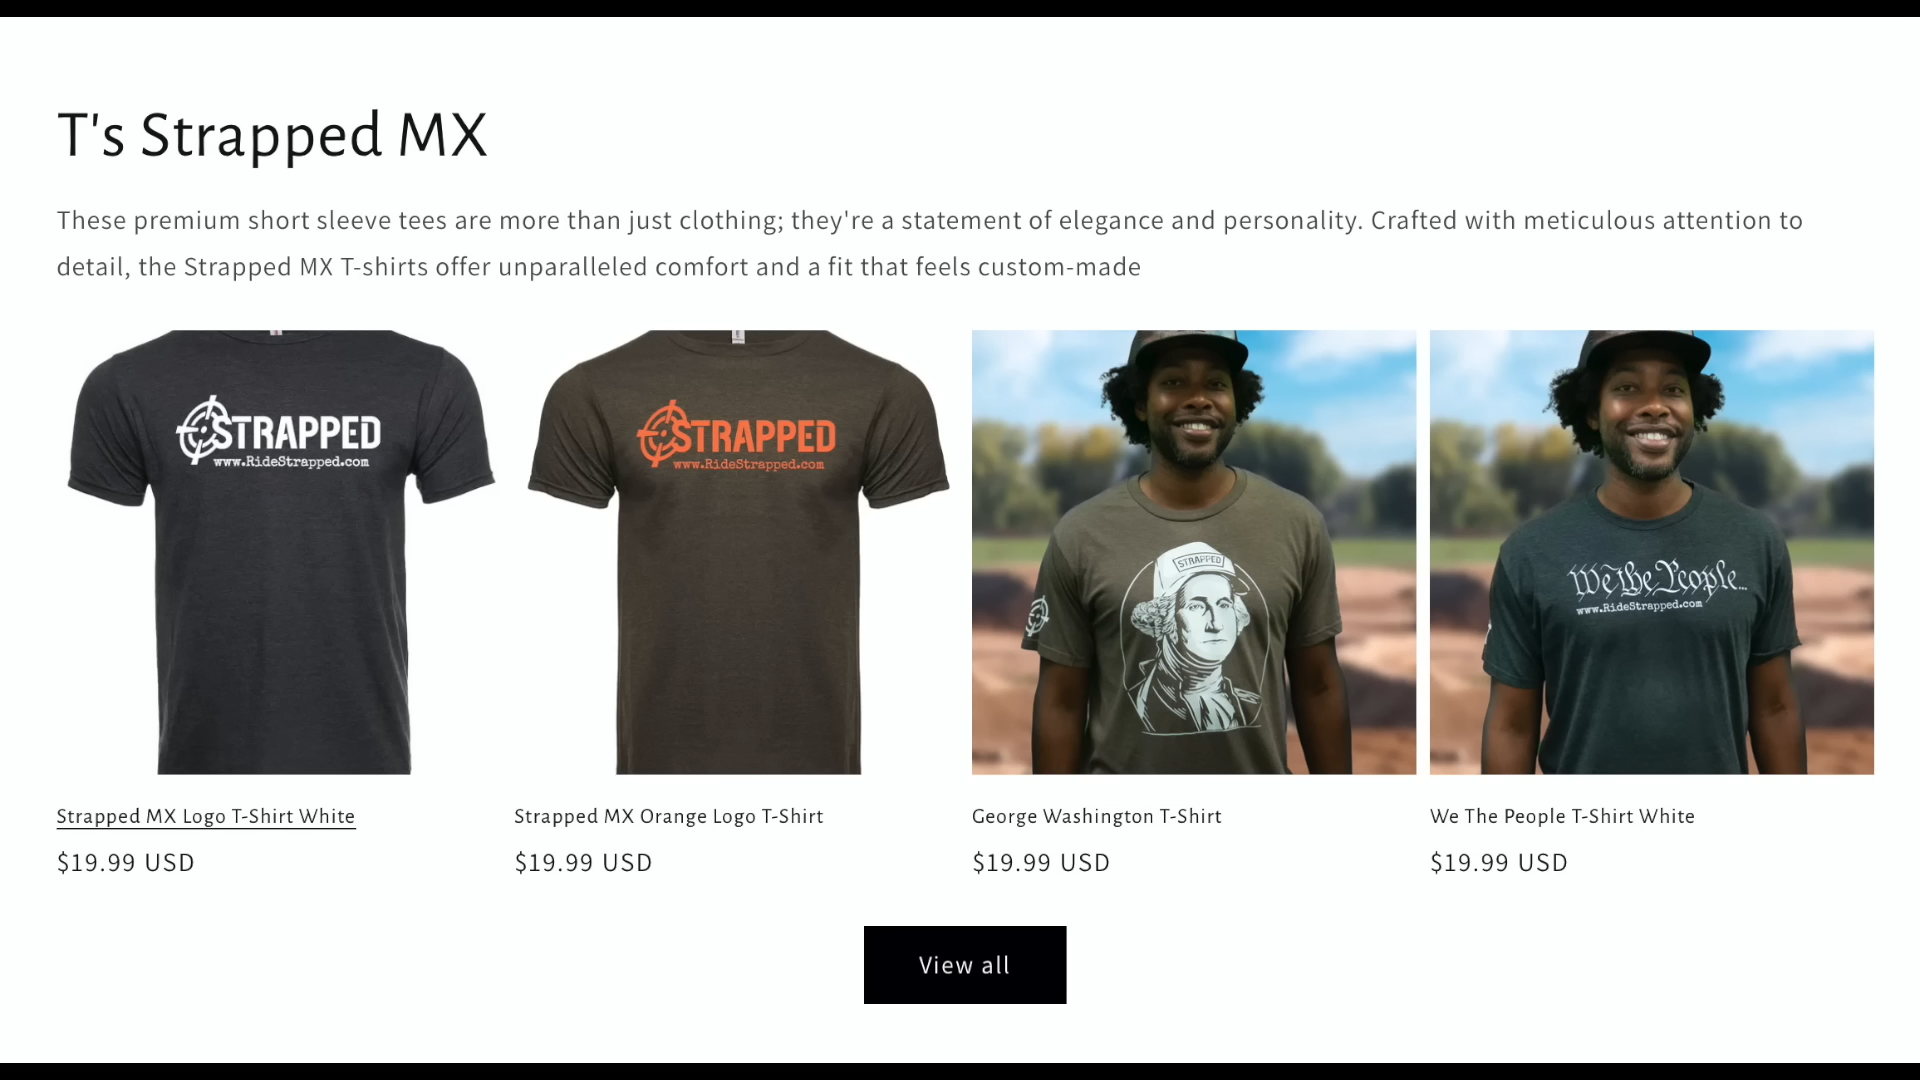 T's Strapped MX
These premium short sleeve tees are more than just clothing; they're a statement of elegance and personality. Crafted with meticulous attention to
detail, the Strapped MX T-shirts offer unparalleled comfort and a fit that feels custom-made
STRAPPED
www.RideStrapped.com
STRAPPED
www.RideStrapped.com
STRAPPED
We the People...
www.RideStrapped.com
Strapped MX Logo T-Shirt White
$19.99 USD
Strapped MX Orange Logo T-Shirt
$19.99 USD
George Washington T-Shirt
$19.99 USD
We The People T-Shirt White
$19.99 USD
View all